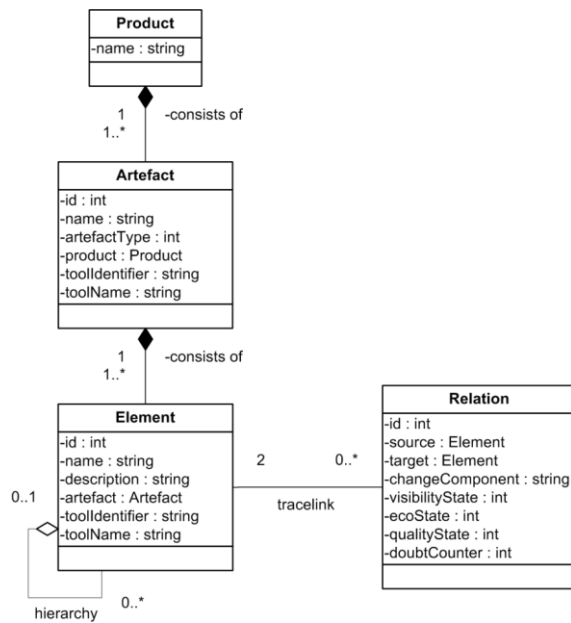 Product
-name : string
1
-consists of
1..*
Artefact
-id : int
-name : string
-artefactType : int
-product : Product
-toolIdentifier : string
-toolName : string
1
-consists of
1..*
Element
-id : int
-name : string
-description : string
-artefact : Artefact
-toolIdentifier : string
-toolName : string
0..1
0..*
hierarchy
2
0..*
tracelink
Relation
-id : int
-source : Element
-target : Element
-changeComponent : string
-visibilityState : int
-ecoState : int
-qualityState : int
-doubtCounter : int